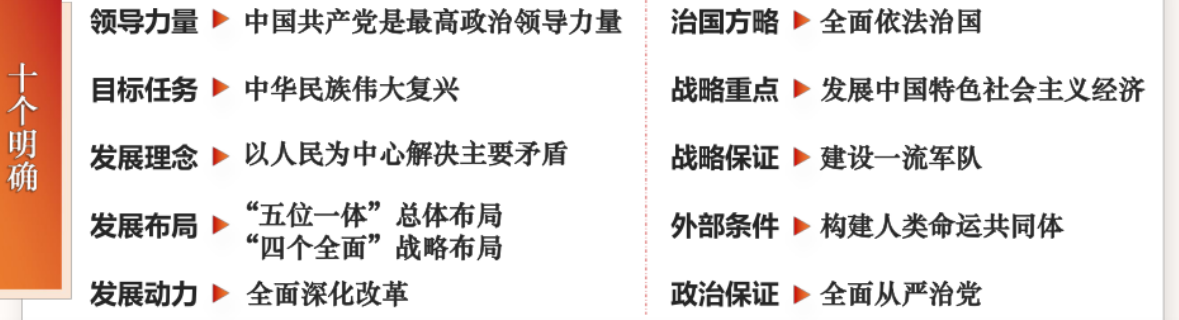 十个明确
领导力量 中国共产党是最高政治领导力量
目标任务 中华民族伟大复兴
发展理念 以人民为中心解决主要矛盾
发展布局 “五位一体”总体布局
“四个全面”战略布局
发展动力 全面深化改革
治国方略 全面依法治国
战略重点 发展中国特色社会主义经济
战略保证 建设一流军队
外部条件 构建人类命运共同体
政治保证 全面从严治党